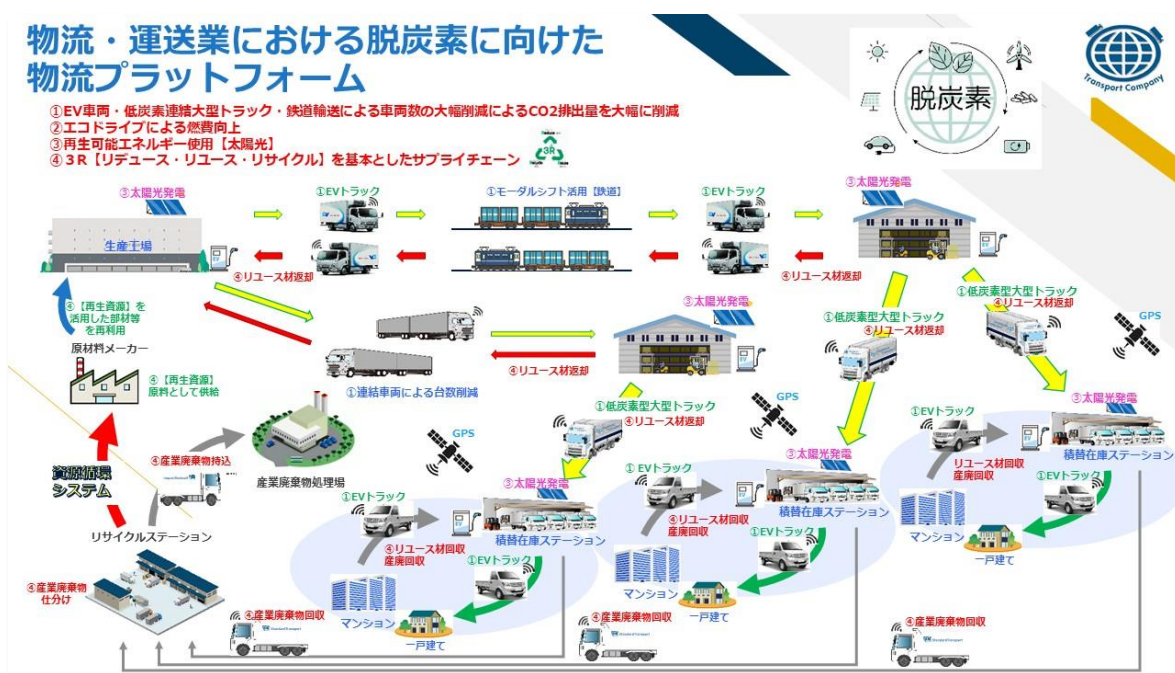 物流・運送業における脱炭素に向けた
物流プラットフォーム
①EV車両・低炭素連結大型トラック・鉄道輸送による車両数の大幅削減によるCO2排出量を大幅に削減
②エコドライブによる燃費向上
③再生可能エネルギー使用【太陽光】
④３R【リデュース・リユース・リサイクル】を基本としたサプライチェーン
3R
脱炭素
Transport Company
③太陽光発電
①EVトラック
①モーダルシフト活用【鉄道】
①EVトラック
③太陽光発電
生産工場
EV
④リユース材返却
④リユース材返却
EV
④【再生資源】を
活用した部材等
を再利用
原材料メーカー
④【再生資源】
原料として供給
①連結車両による台数削減
④リユース材返却
③太陽光発電
EV
①低炭素型大型トラック
④リユース材返却
①低炭素型大型トラック
④リユース材返却
GPS
①低炭素型大型トラック
④リユース材返却
GPS
GPS
産業廃棄物処理場
④産業廃棄物持込
資源循環
システム
リサイクルステーション
④産業廃棄物
仕分け
①EVトラック
③太陽光発電
EV
積替在庫ステーション
④リユース材回収
産廃回収
①EVトラック
マンション
一戸建て
① EVトラック
③太陽光発電
EV
積替在庫ステーション
④リユース材回収
産廃回収
①EVトラック
マンション
一戸建て
①EVトラック
③太陽光発電
EV
積替在庫ステーション
リユース材回収
産廃回収
①EVトラック
マンション
一戸建て
④産業廃棄物回収
④産業廃棄物回収
④産業廃棄物回収